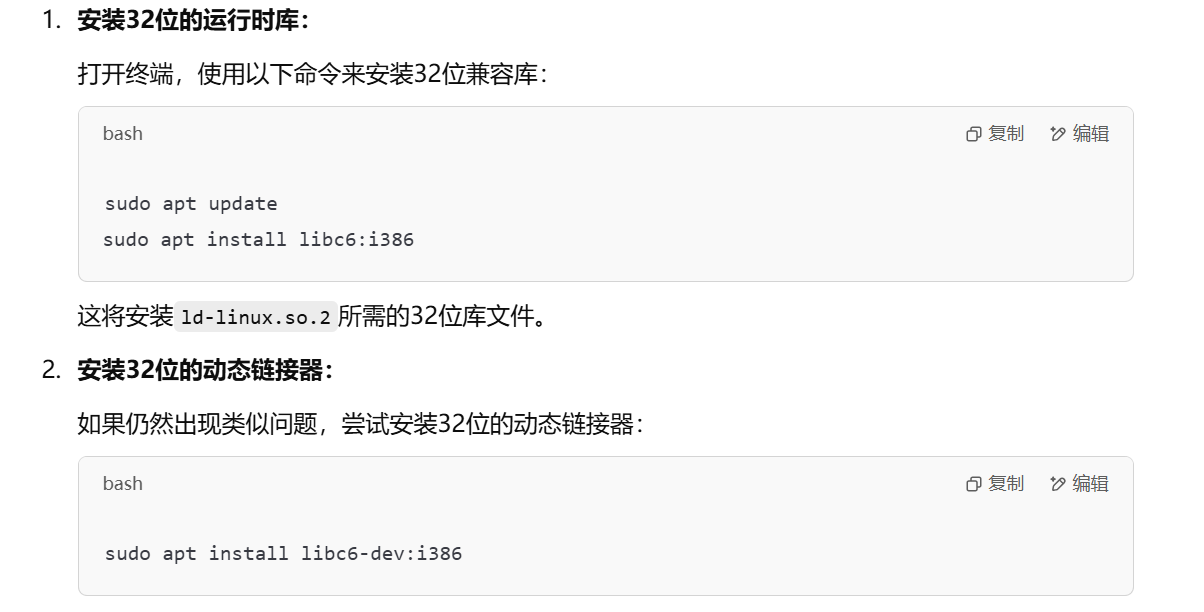 1. 安装32位的运行时库：
打开终端，使用以下命令来安装32位兼容库：
bash 复制 编辑
sudo apt update
sudo apt install libc6:i386
这将安装 ld-linux.so.2 所需的32位库文件。
2. 安装32位的动态链接器：
如果仍然出现类似问题，尝试安装32位的动态链接器：
bash 复制 编辑
sudo apt install libc6-dev:i386